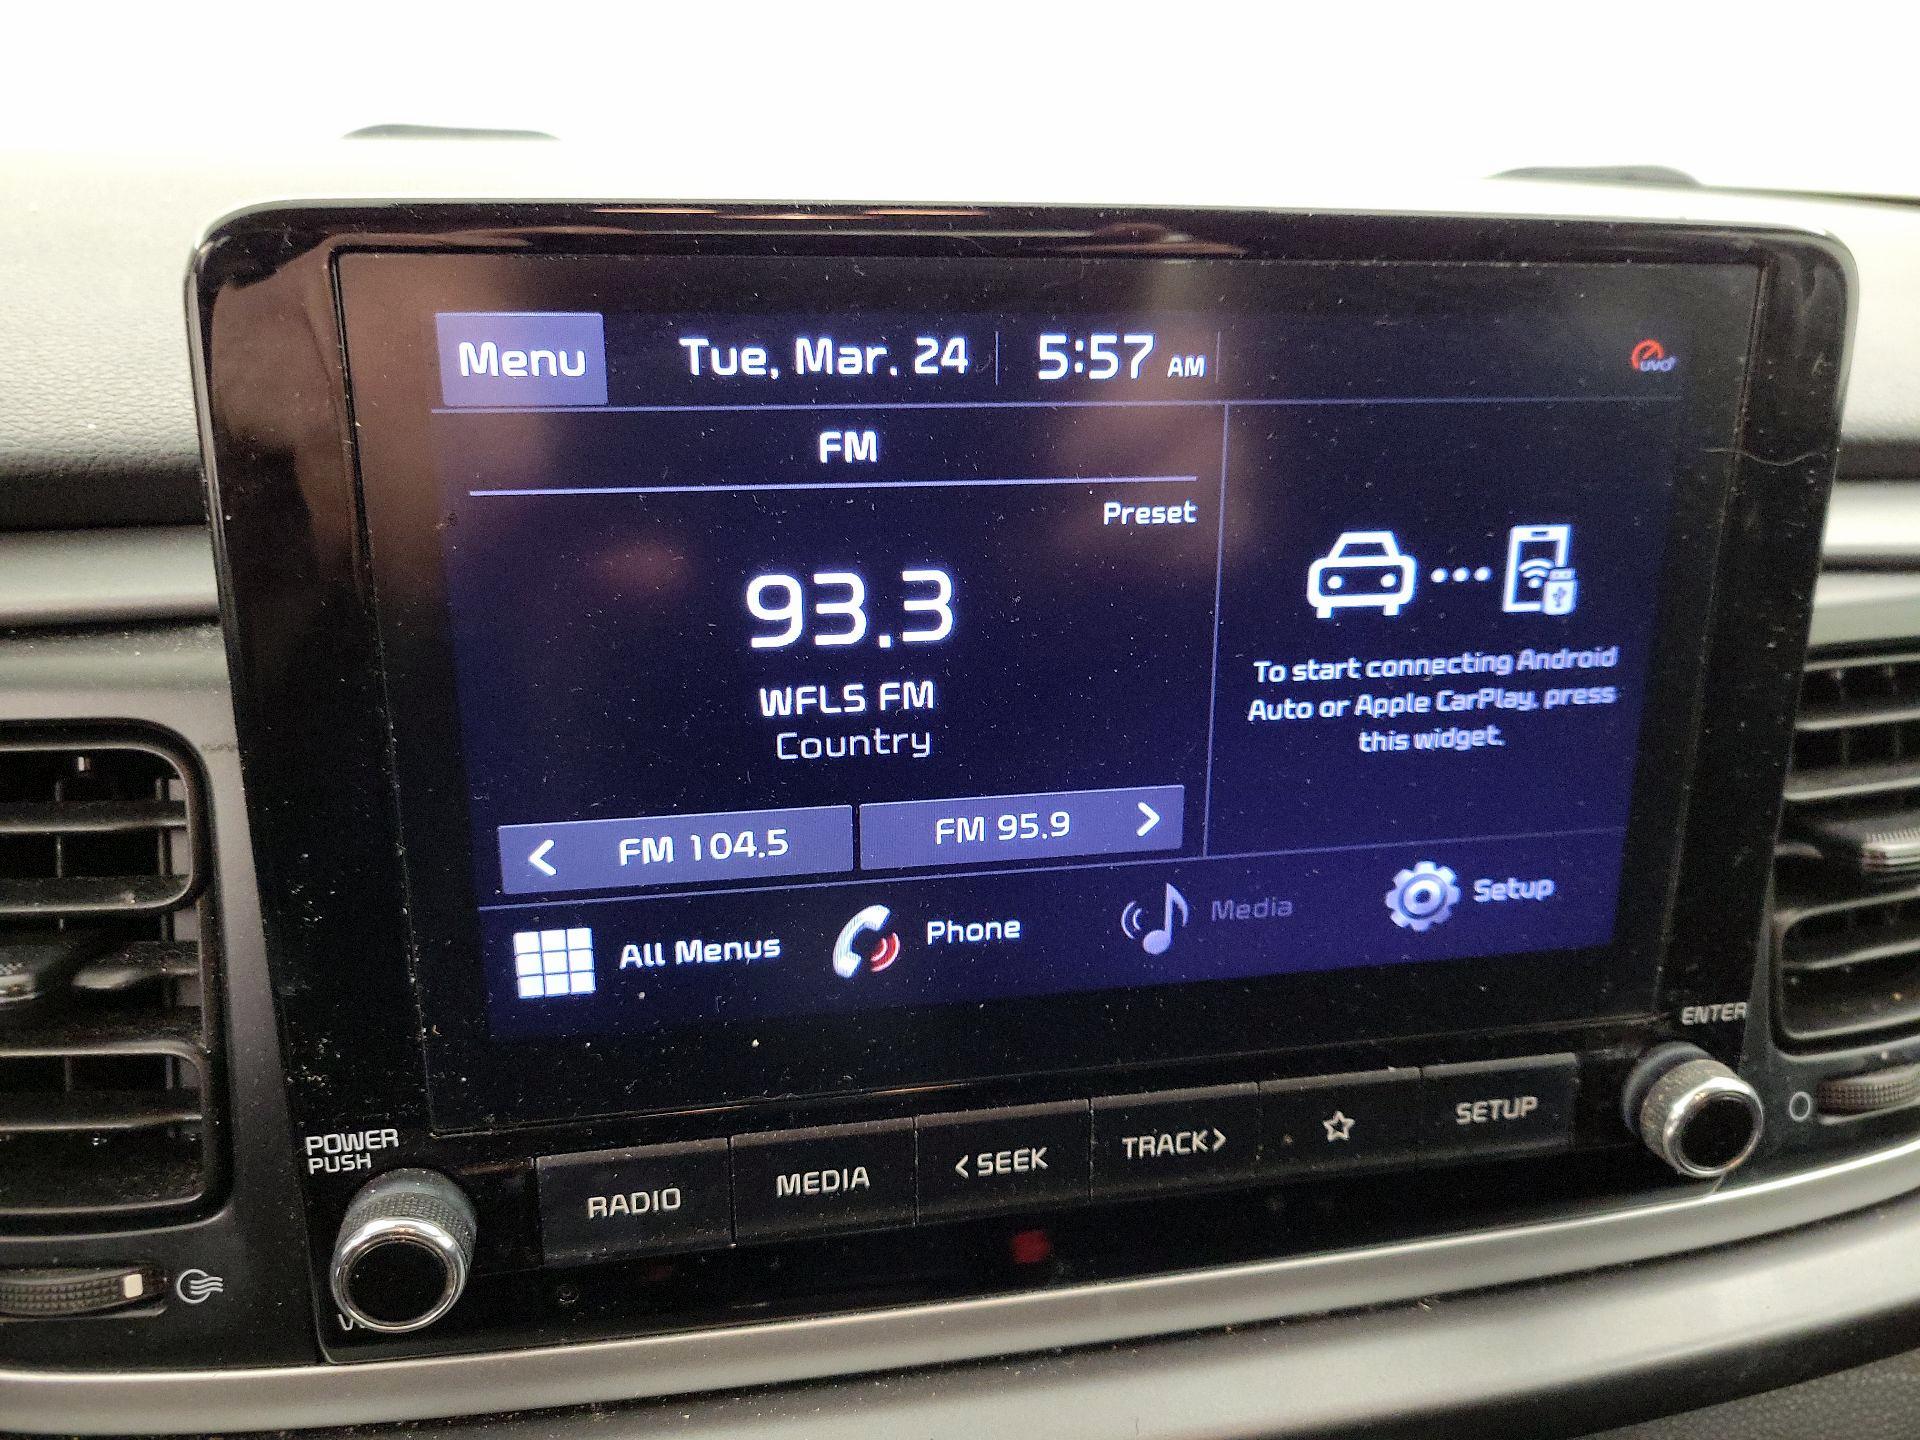 Menu
Tue, Mar. 24
5:57 AM
UVO
FM
Preset
93.3
WFLS FM
Country
< FM 104.5
FM 95.9 >
To start connecting Android
Auto or Apple CarPlay, press
this widget.
All Menus
Phone
Media
Setup
ENTER
POWER
PUSH
RADIO
MEDIA
< SEEK
TRACK >
SETUP